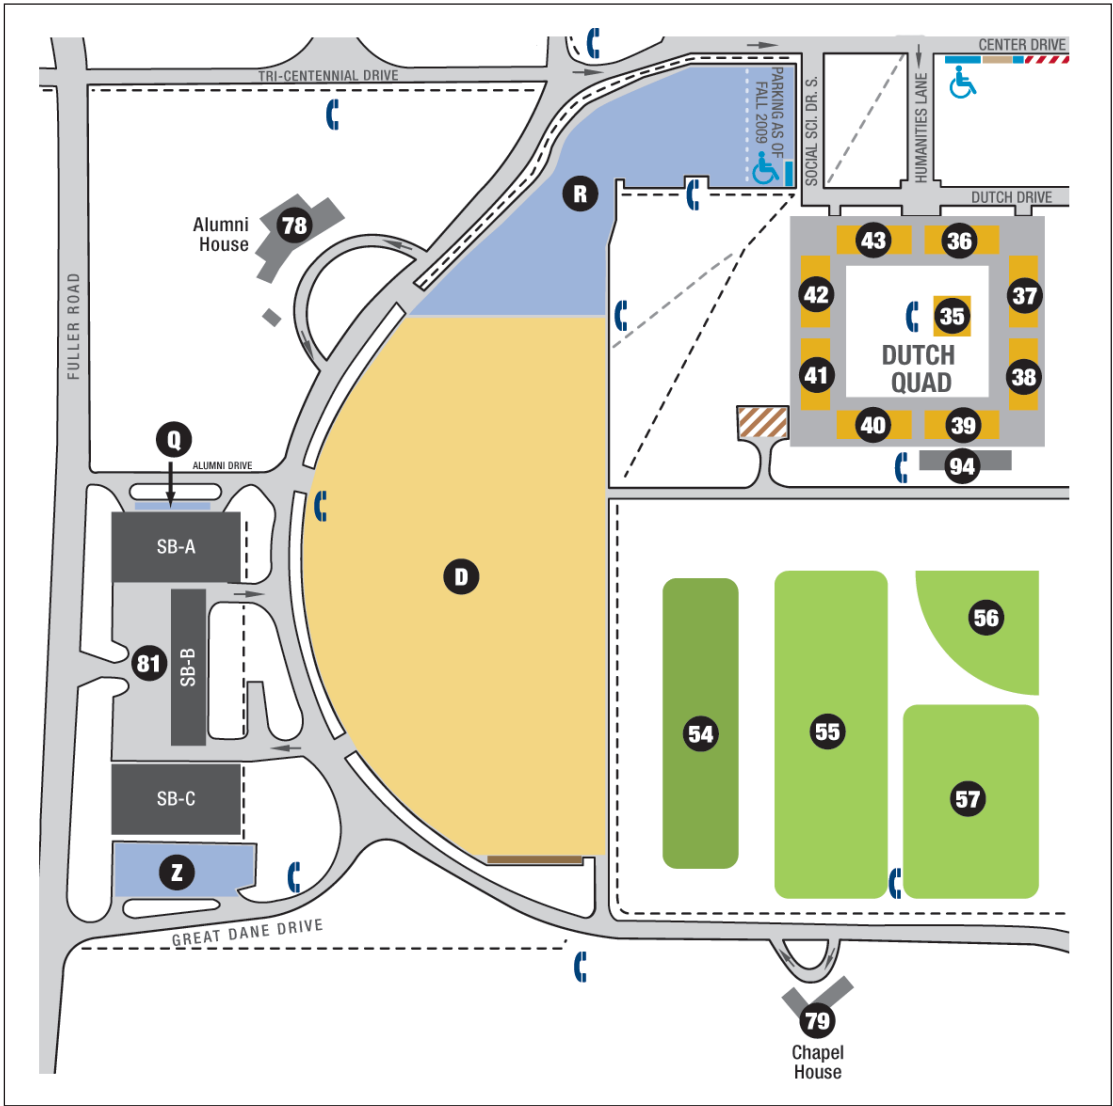 CENTER DRIVE
TRI-CENTENNIAL DRIVE
PARKING AS OF
FALL 2009
SOCIAL SCI. DR. S.
HUMANITIES LANE
DUTCH DRIVE
R
78
Alumni
House
43
36
42
37
35
FULLER ROAD
DUTCH
QUAD
41
38
40
39
94
Q
ALUMNI DRIVE
SB-A
D
56
81
SB-B
54
55
57
SB-C
Z
GREAT DANE DRIVE
79
Chapel
House